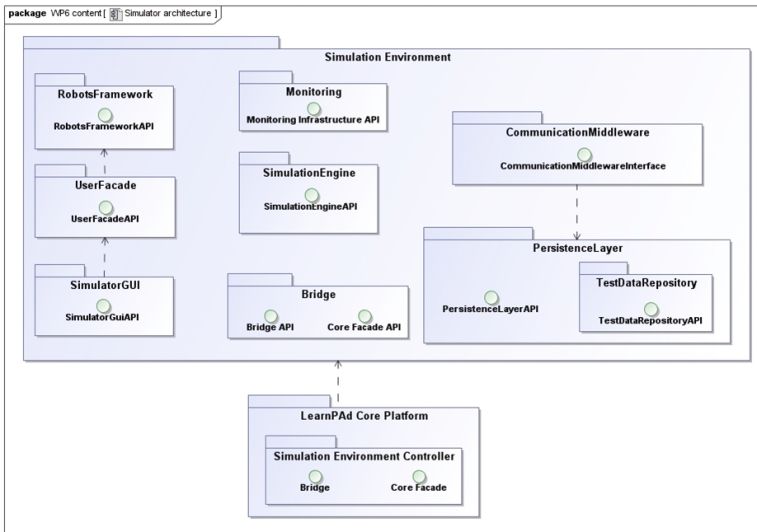 package WP6 content [ Simulator architecture ]
Simulation Environment
RobotsFramework
RobotsFrameworkAPI
Monitoring
Monitoring Infrastructure API
CommunicationMiddleware
CommunicationMiddlewareInterface
UserFacade
UserFacadeAPI
SimulationEngine
SimulationEngineAPI
PersistenceLayer
PersistenceLayerAPI
TestDataRepository
TestDataRepositoryAPI
SimulatorGUI
SimulatorGuiAPI
Bridge
Bridge API
Core Facade API
LearnPAd Core Platform
Simulation Environment Controller
Bridge
Core Facade